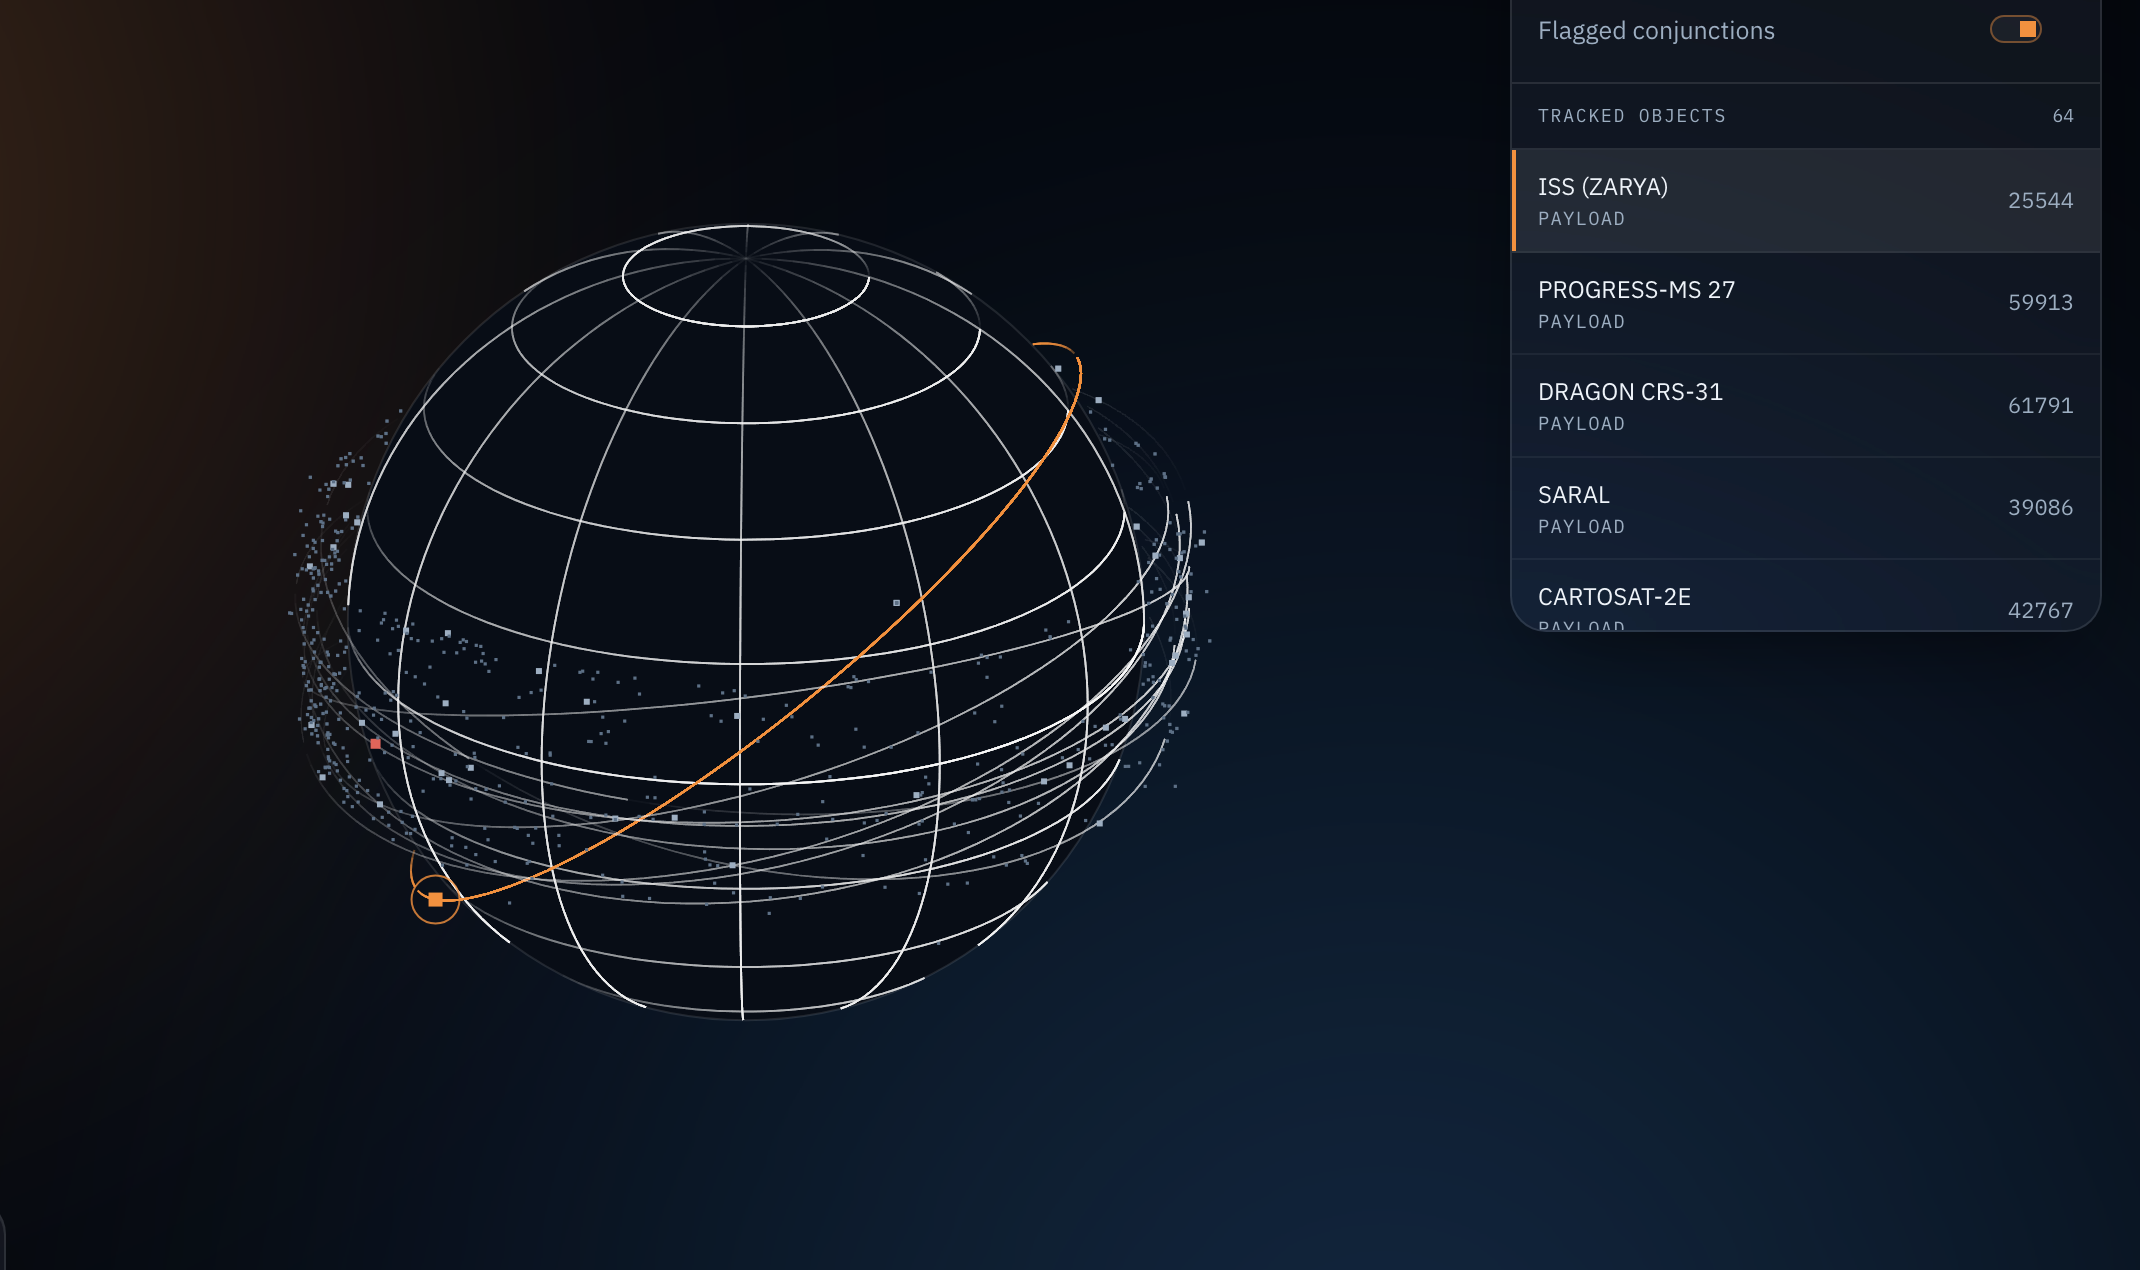 Flagged conjunctions
TRACKED OBJECTS 64
ISS (ZARYA)
PAYLOAD
25544
PROGRESS-MS 27
PAYLOAD
59913
DRAGON CRS-31
PAYLOAD
61791
SARAL
PAYLOAD
39086
CARTOSAT-2E
PAYLOAD
42767